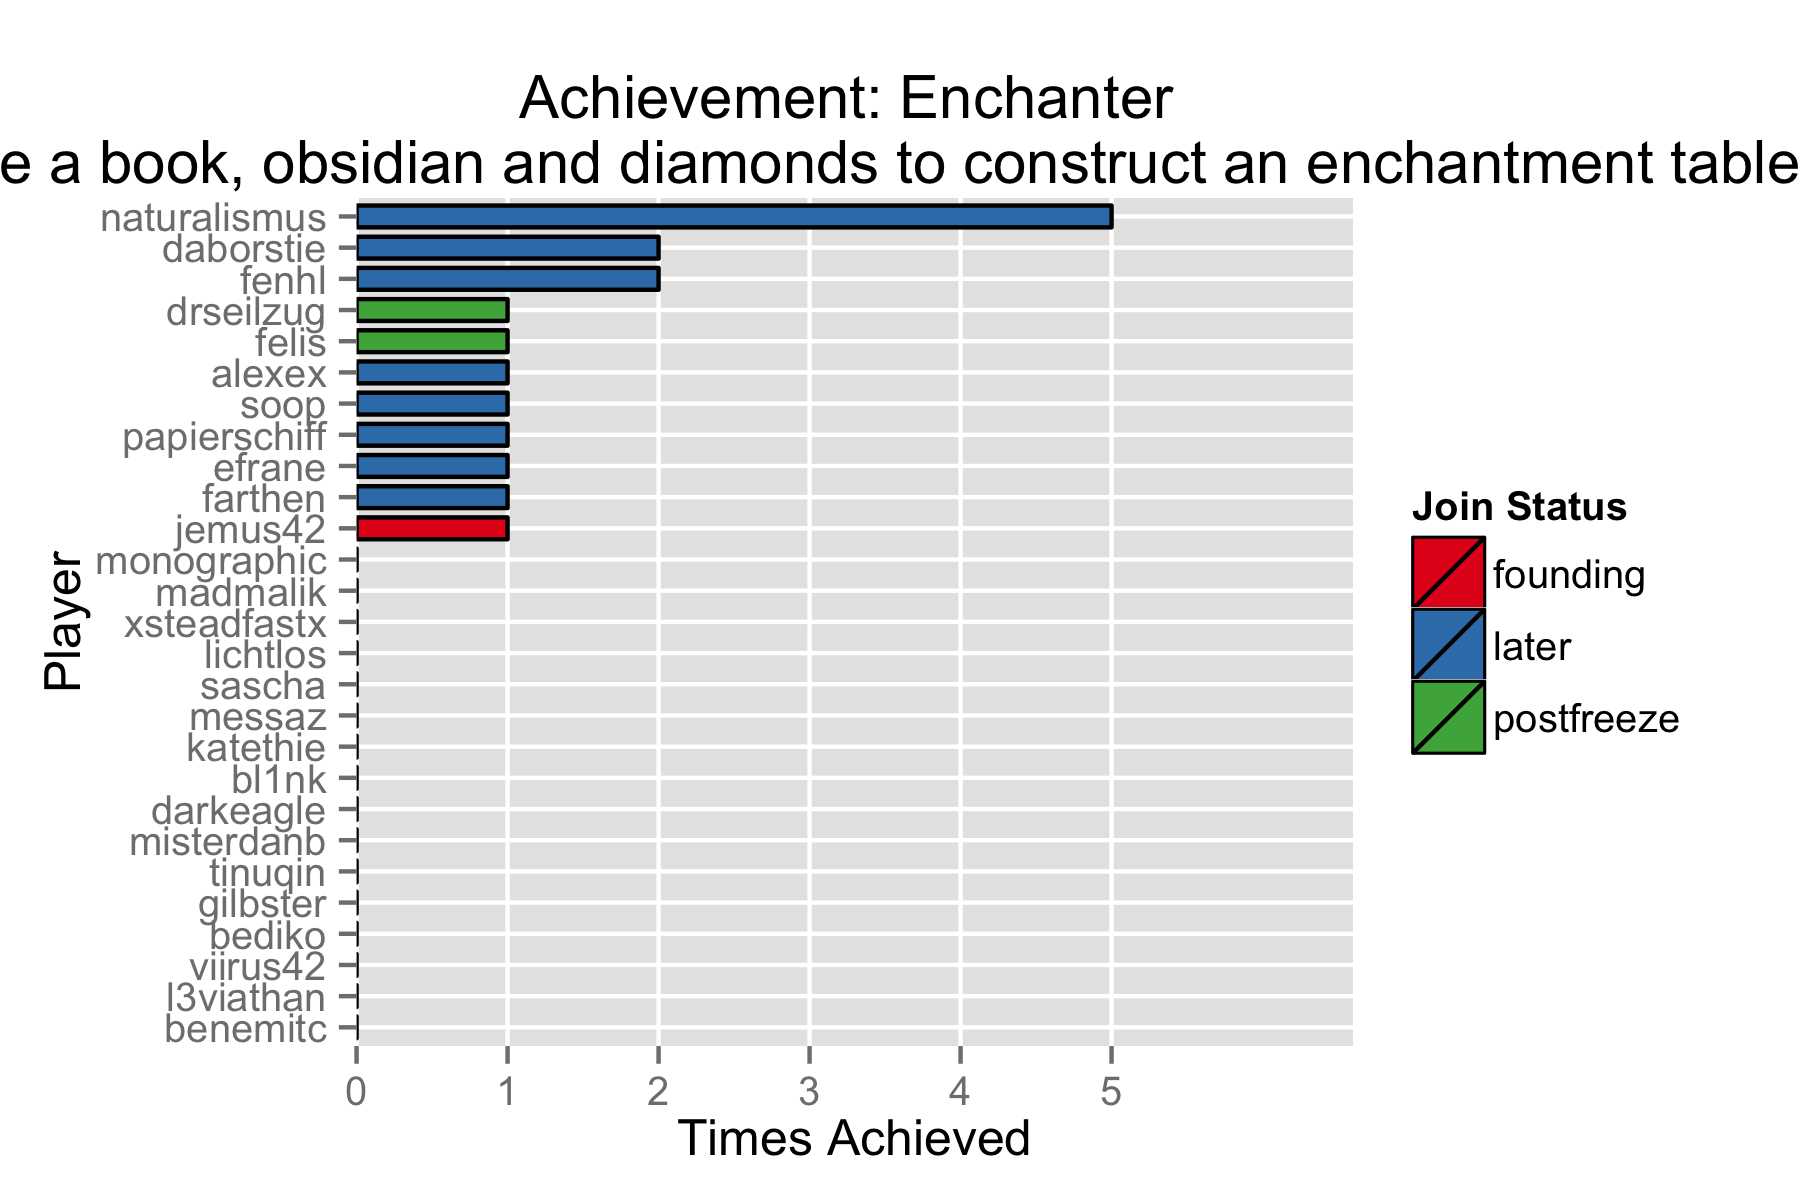 Achievement: Enchanter
e a book, obsidian and diamonds to construct an enchantment table
naturalismus
daborstie
fenhl
drseilzug
felis
alexex
soop
papierschiff
efrane
farthen
jemus42
monographic
madmalik
xsteadfastx
lichtlos
sascha
messaz
katethie
bl1nk
darkeagle
misterdanb
tinuqin
gilbster
bediko
viirus42
l3viathan
benemitc
Player
0 1 2 3 4 5
Times Achieved
Join Status
founding
later
postfreeze